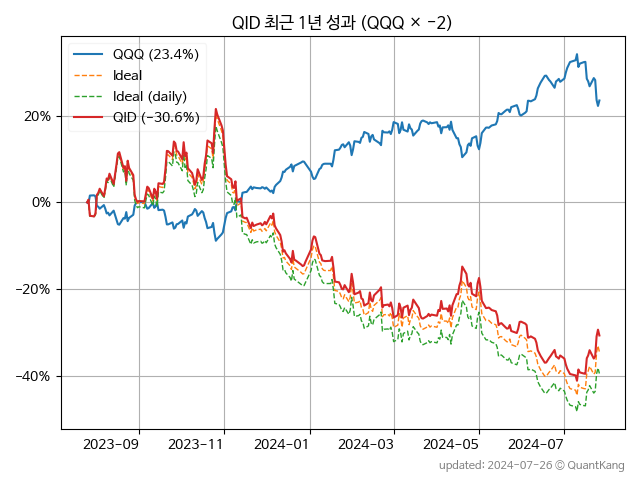 QID 최근 1년 성과 (QQQ × −2)
QQQ (23.4%)
Ideal
Ideal (daily)
QID (−30.6%)
20%
0%
−20%
−40%
2023−09
2023−11
2024−01
2024−03
2024−05
2024−07
updated: 2024−07−26 © QuantKang